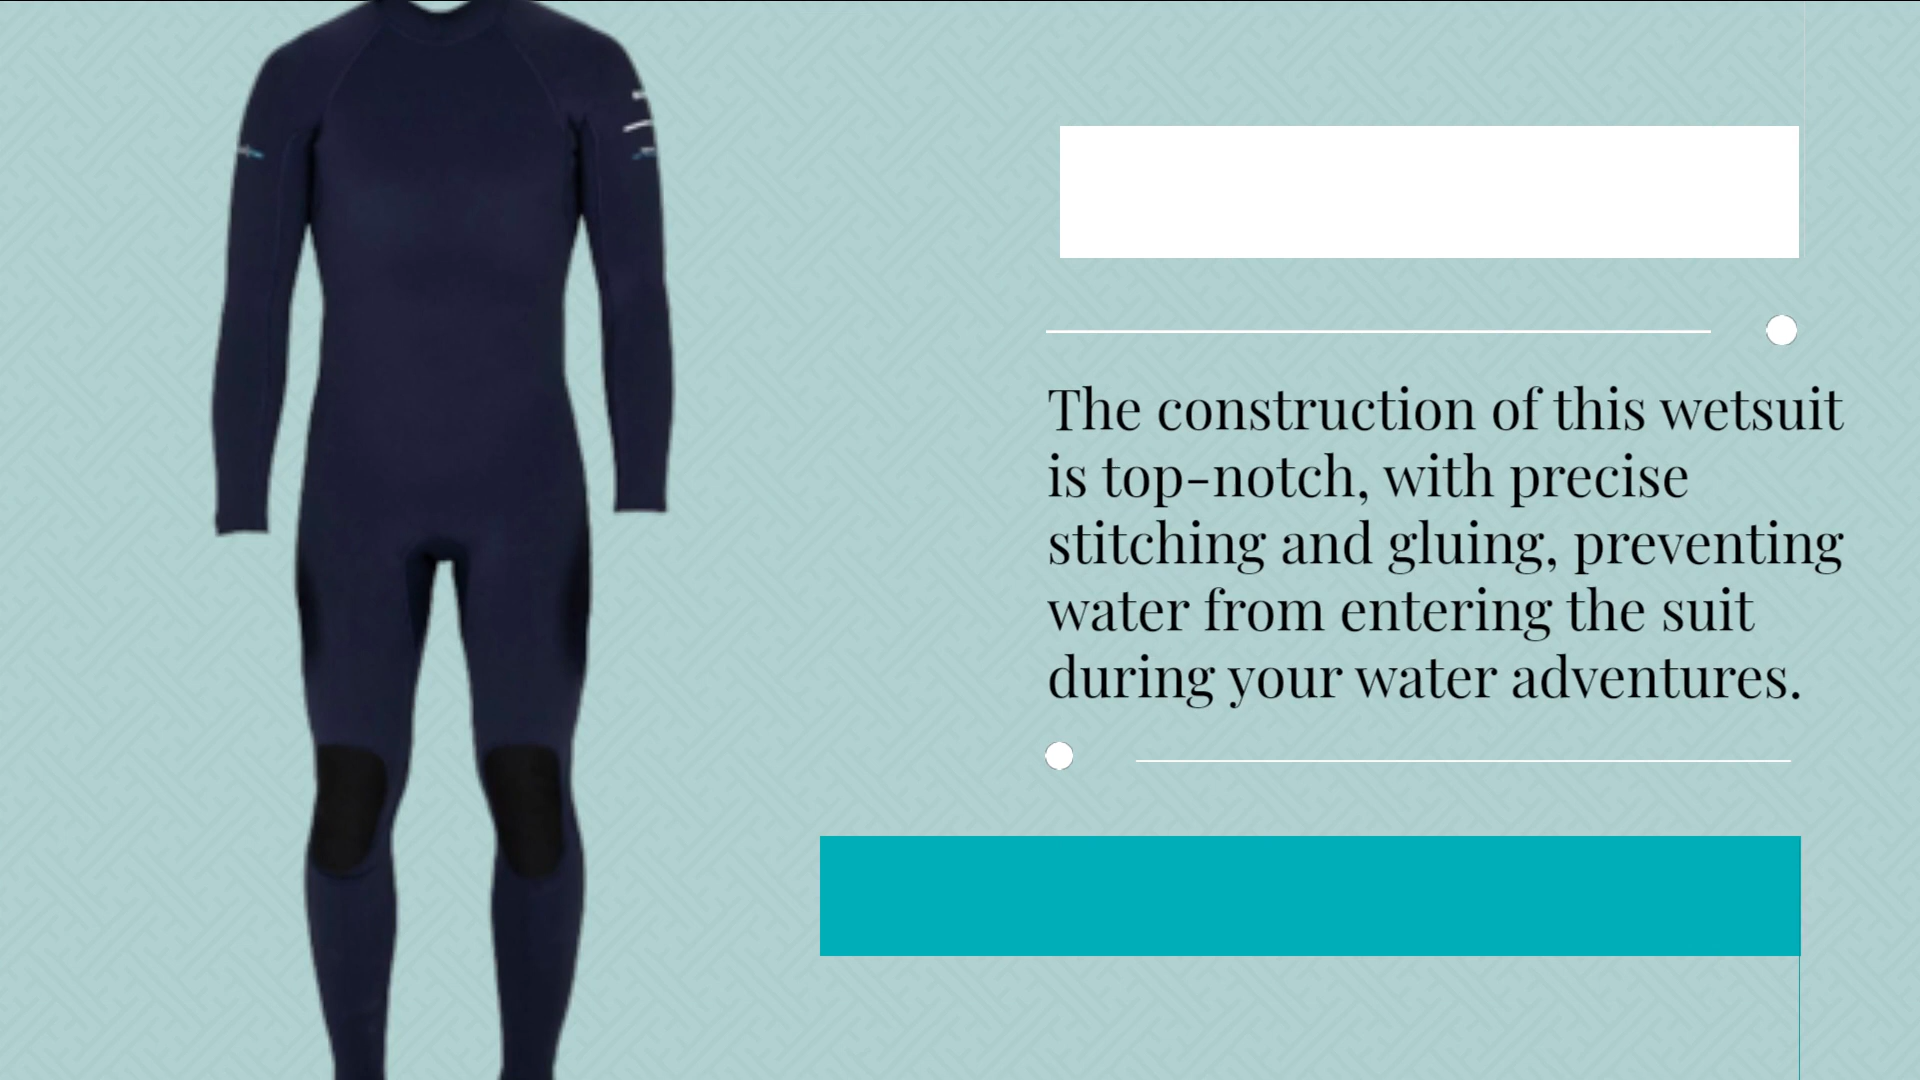 The construction of this wetsuit
is top-notch, with precise
stitching and gluing, preventing
water from entering the suit
during your water adventures.